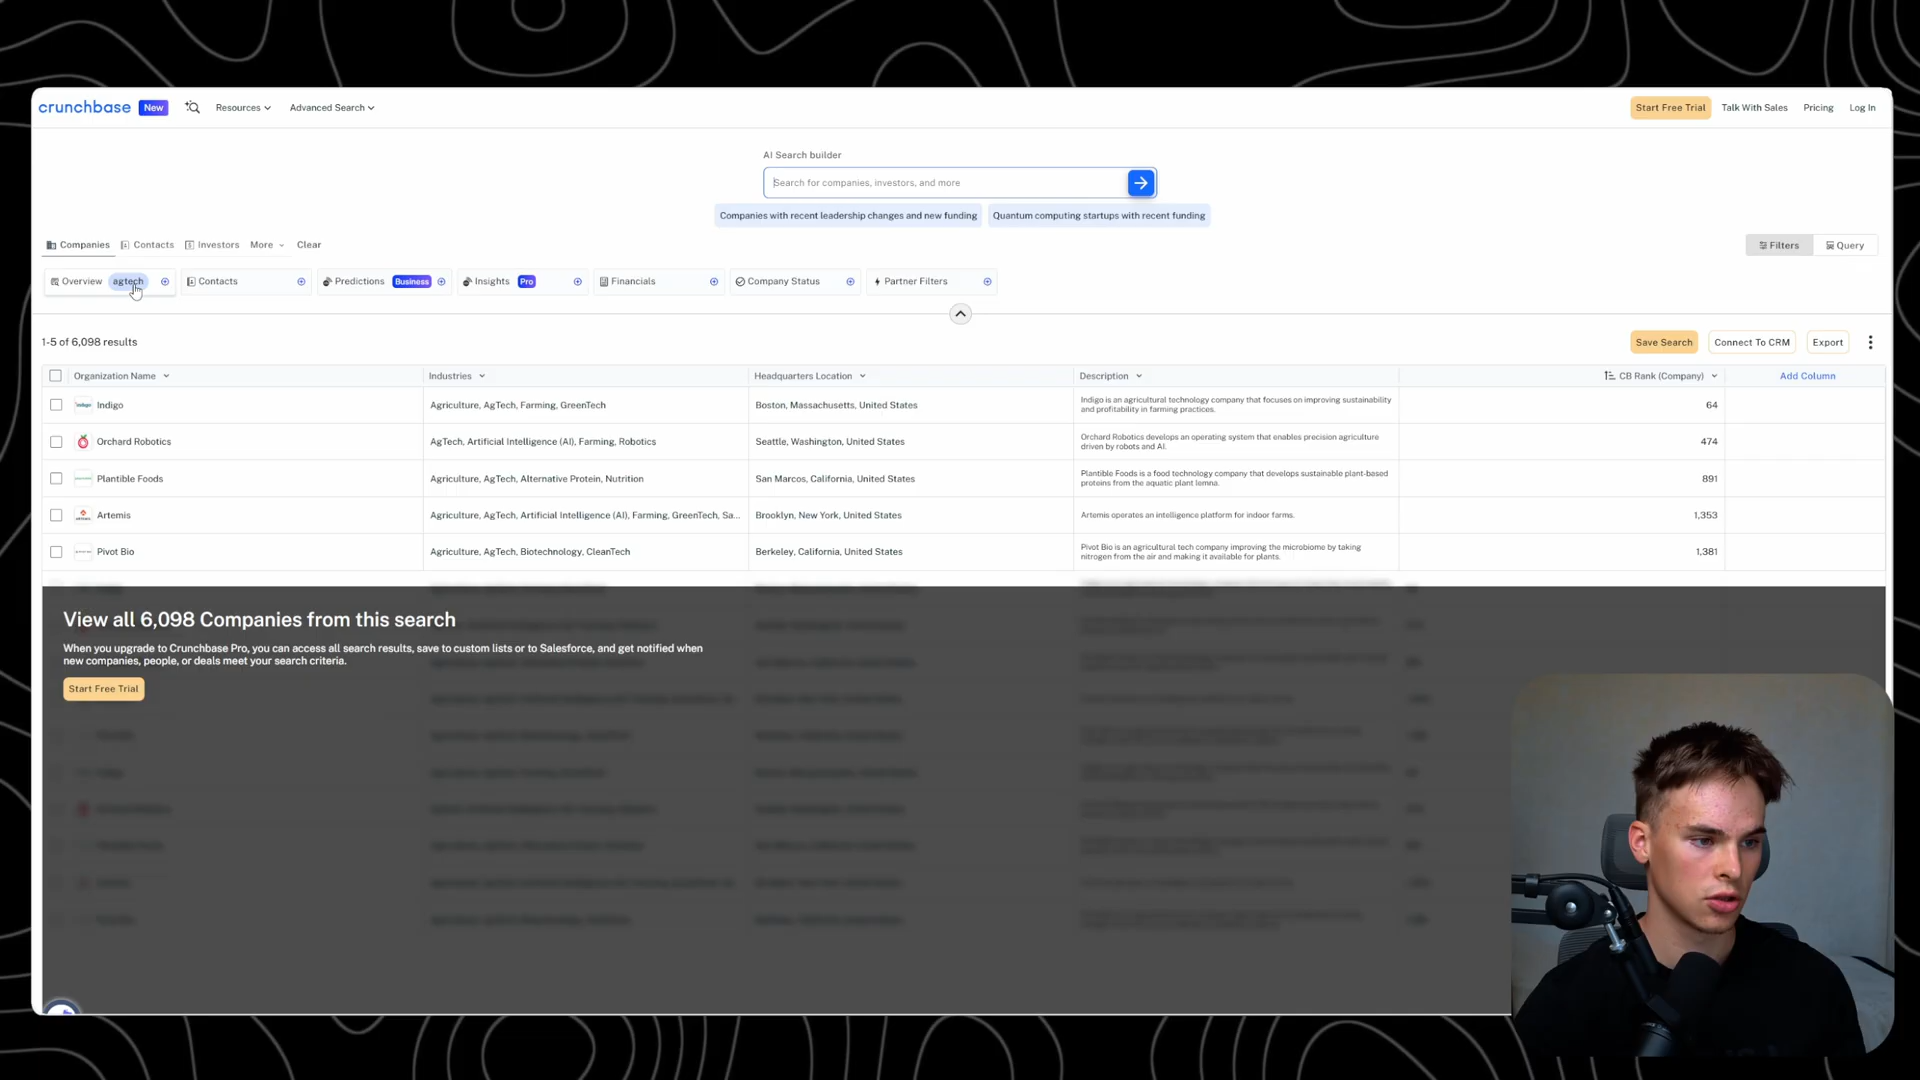 crunchbase New Resources Advanced Search Start Free Trial Talk With Sales Pricing Log In
AI Search builder
Search for companies, investors, and more
Companies with recent leadership changes and new funding Quantum computing startups with recent funding
Companies Contacts Investors More Clear Filters Query
Overview agtech Contacts Predictions Business Insights Pro Financials Company Status Partner Filters
1-5 of 6,098 results Save Search Connect To CRM Export
Organization Name Industries Headquarters Location Description CB Rank (Company) Add Column
Indigo Agriculture, AgTech, Farming, GreenTech Boston, Massachusetts, United States Indigo is an agricultural technology company that focuses on improving sustainability
and profitability in farming practices. 64
Orchard Robotics AgTech, Artificial Intelligence (AI), Farming, Robotics Seattle, Washington, United States Orchard Robotics develops an operating system that enables precision agriculture
driven by robots and AI. 474
Plantible Foods Agriculture, AgTech, Alternative Protein, Nutrition San Marcos, California, United States Plantible Foods is a food technology company that develops sustainable plant-based
proteins from the aquatic plant lemna. 891
Artemis Agriculture, AgTech, Artificial Intelligence (AI), Farming, GreenTech, Sa... Brooklyn, New York, United States Artemis operates an intelligence platform for indoor farms. 1,353
Pivot Bio Agriculture, AgTech, Biotechnology, CleanTech Berkeley, California, United States Pivot Bio is an agricultural tech company improving the microbiome by taking
nitrogen from the air and making it available for plants. 1,381
View all 6,098 Companies from this search
When you upgrade to Crunchbase Pro, you can access all search results, save to custom lists or to Salesforce, and get notified when
new companies, people, or deals meet your search criteria.
Start Free Trial